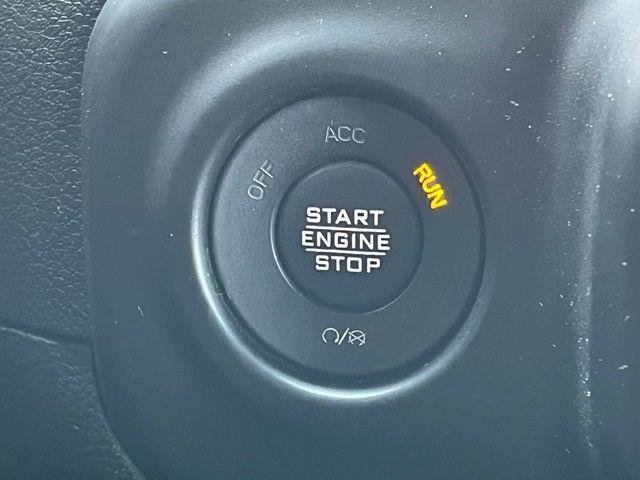 OFF
ACC
RUN
START
ENGINE
STOP